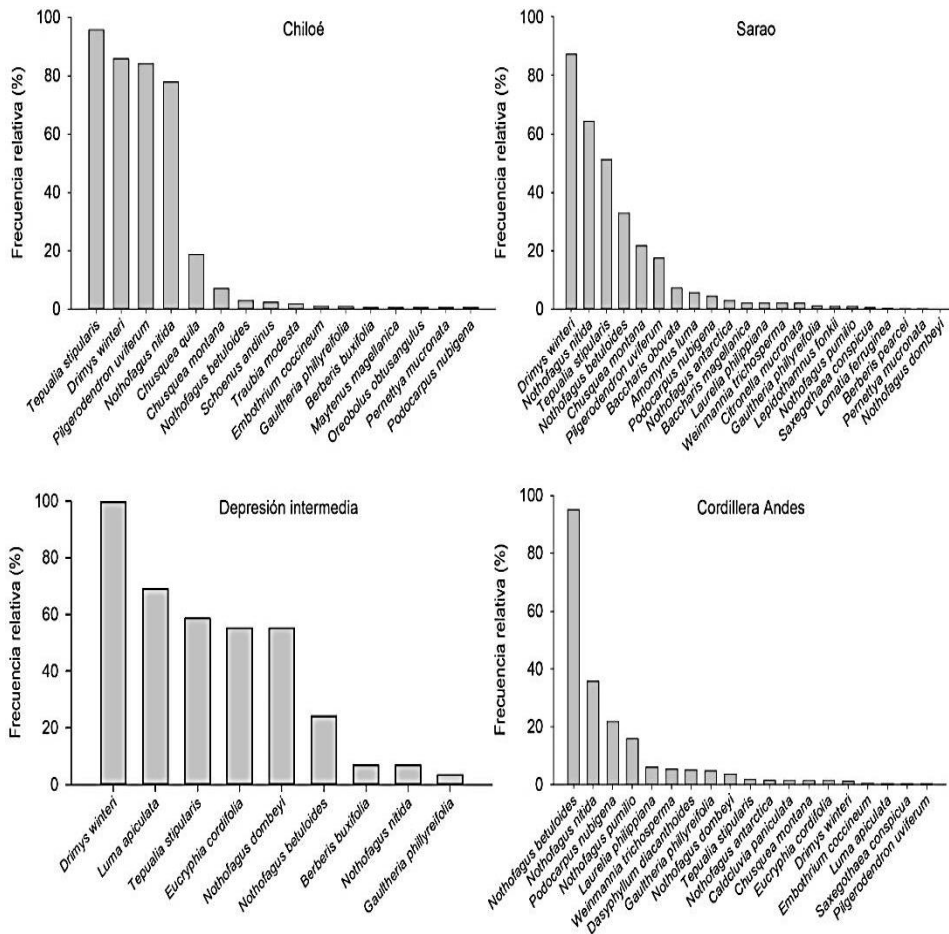 Chiloé
Frecuencia relativa (%)
100
80
60
40
20
0
Tepualia stipularis
Drimys winteri
Pilgerodendron uviferum
Nothofagus nitida
Chusquea quila
Chusquea montana
Nothofagus betuloides
Schoenus andinus
Traubia modesta
Embothrium coccineum
Gaultheria phillyreifolia
Berberis buxifolia
Maytenus magellanica
Oreobolus obtusangulus
Pernettya mucronata
Podocarpus nubigena
Sarao
Frecuencia relativa (%)
100
80
60
40
20
0
Drimys winteri
Nothofagus nitida
Tepualia stipularis
Nothofagus betuloides
Chusquea montana
Pilgerodendron uviferum
Baccharis obovata
Amomyrtus luma
Podocarpus nubigena
Nothofagus antarctica
Baccharis magellanica
Laurelia philippiana
Weinmannia trichosperma
Citronella mucronata
Gaultheria phillyreifolia
Lepidothamnus fonkii
Nothofagus pumilio
Saxegothaea conspicua
Lomatia ferruginea
Berberis pearcei
Pernettya mucronata
Nothofagus dombeyi
Depresión intermedia
Frecuencia relativa (%)
100
80
60
40
20
0
Drimys winteri
Luma apiculata
Tepualia stipularis
Eucryphia cordifolia
Nothofagus dombeyi
Nothofagus betuloides
Berberis buxifolia
Nothofagus nitida
Gaultheria phillyreifoia
Cordillera Andes
Frecuencia relativa (%)
100
80
60
40
20
0
Nothofagus betuloides
Nothofagus nitida
Podocarpus nubigena
Nothofagus pumilio
Laurelia philippiana
Weinmannia trichosperma
Dasyphyllum diacanthoides
Gaultheria phillyreifolia
Nothofagus dombeyi
Tepualia stipularis
Nothofagus antarctica
Caldcluvia paniculata
Chusquea montana
Eucryphia cordifolia
Drimys winteri
Embothrium coccineum
Luma apiculata
Saxegothaea conspicua
Pilgerodendron uviferum